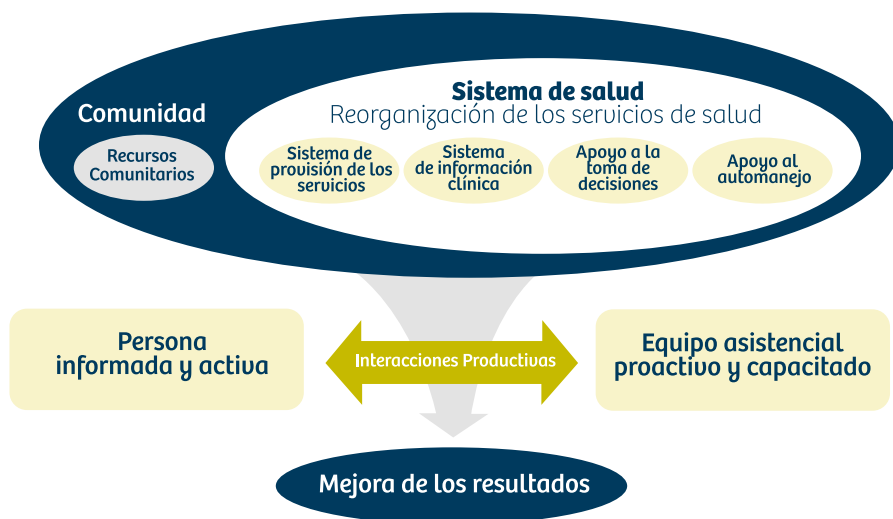 Sistema de salud
Reorganización de los servicios de salud
Comunidad
Recursos
Comunitarios
Sistema de
provisión de los
servicios
Sistema
de información
clínica
Apoyo a la
toma de
decisiones
Apoyo al
automanejo
Persona
informada y activa
Interacciones Productivas
Equipo asistencial
proactivo y capacitado
Mejora de los resultados